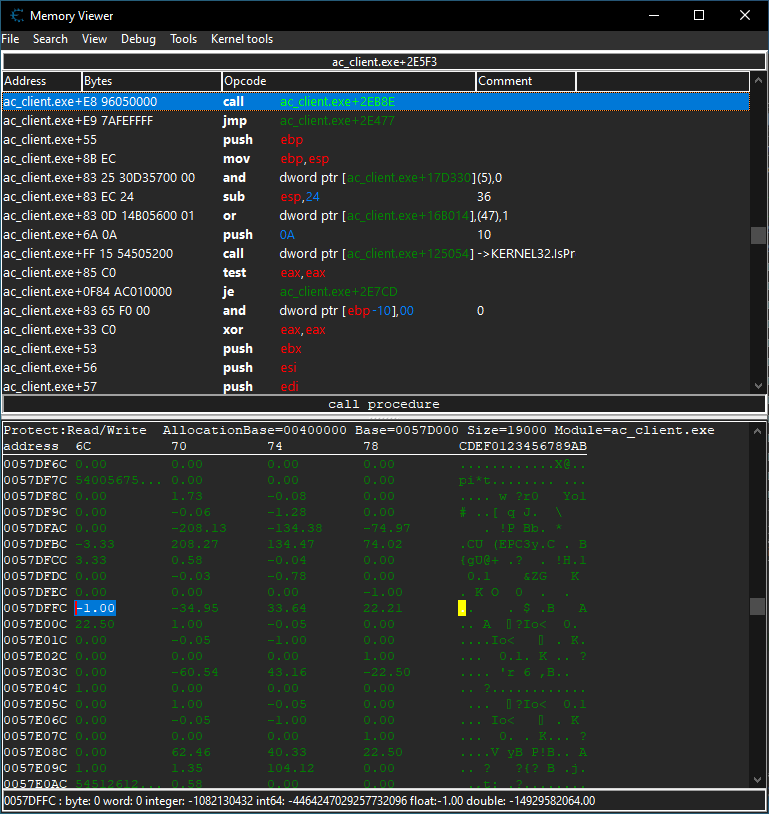 Memory Viewer
File Search View Debug Tools Kernel tools
ac_client.exe+2E5F3
Address Bytes Opcode Comment
ac_client.exe+E8 96050000 call ac_client.exe+2EB8E
ac_client.exe+E9 7AFEFFFF jmp ac_client.exe+2E477
ac_client.exe+55 push ebp
ac_client.exe+8B EC mov ebp,esp
ac_client.exe+83 25 30D35700 00 and dword ptr [ac_client.exe+17D330](5),0
ac_client.exe+83 EC 24 sub esp,24 36
ac_client.exe+83 0D 14B05600 01 or dword ptr [ac_client.exe+16B014],(47),1
ac_client.exe+6A 0A push 0A 10
ac_client.exe+FF 15 54505200 call dword ptr [ac_client.exe+125054] ->KERNEL32.IsPr
ac_client.exe+85 C0 test eax,eax
ac_client.exe+0F84 AC010000 je ac_client.exe+2E7CD
ac_client.exe+83 65 F0 00 and dword ptr [ebp-10],00 0
ac_client.exe+33 C0 xor eax,eax
ac_client.exe+53 push ebx
ac_client.exe+56 push esi
ac_client.exe+57 push edi
call procedure
Protect:Read/Write AllocationBase=00400000 Base=0057D000 Size=19000 Module=ac_client.exe
address 6C 70 74 78 CDEF0123456789AB
0057DF6C 0.00 0.00 0.00 0.00 ............X@..
0057DF7C 54005675... 0.00 0.00 0.00 pi*t........ ...
0057DF8C 0.00 1.73 -0.08 0.00 .... w ?r0 Yol
0057DF9C 0.00 -0.06 -1.28 0.00 # ..[ q J. \
0057DFAC 0.00 -208.13 -134.38 -74.97 . !P Bb. *
0057DFBC -3.33 208.27 134.47 74.02 .CU (EPC3y.C . B
0057DFCC 3.33 0.58 -0.04 0.00 {gU@+ .? . !H.l
0057DFDC 0.00 -0.03 -0.78 0.00 0.l &ZG K
0057DFEC 0.00 0.00 0.00 -1.00 . K O 0 . .
0057DFFC -1.00 -34.95 33.64 22.21 . . .$ .B A
0057E00C 22.50 1.00 -0.05 0.00 .. A ?Io< 0.l
0057E01C 0.00 -0.05 -1.00 0.00 ....Io< . K.
0057E02C 0.00 0.00 0.00 1.00 ... 0.l. K .. ?
0057E03C 0.00 -60.54 43.16 -22.50 .... 'r 6 ,B..
0057E04C 1.00 0.00 0.00 0.00 .. ?............
0057E05C 0.00 1.00 -0.05 0.00 ... ?Io< 0.l
0057E06C 0.00 -0.05 -1.00 0.00 ... Io< . K
0057E07C 0.00 0.00 0.00 1.00 ... 0. . K... ?
0057E08C 0.00 62.46 40.33 22.50 ....V yB P!B.. A
0057E09C 1.00 1.35 104.12 0.00 .. ? ?{? B .j.
0057E0AC 54512612... 0.58 0.00 0.00
0057DFFC : byte: 0 word: 0 integer: -1082130432 int64: -4464247029257732096 float:-1.00 double: -14929582064.00